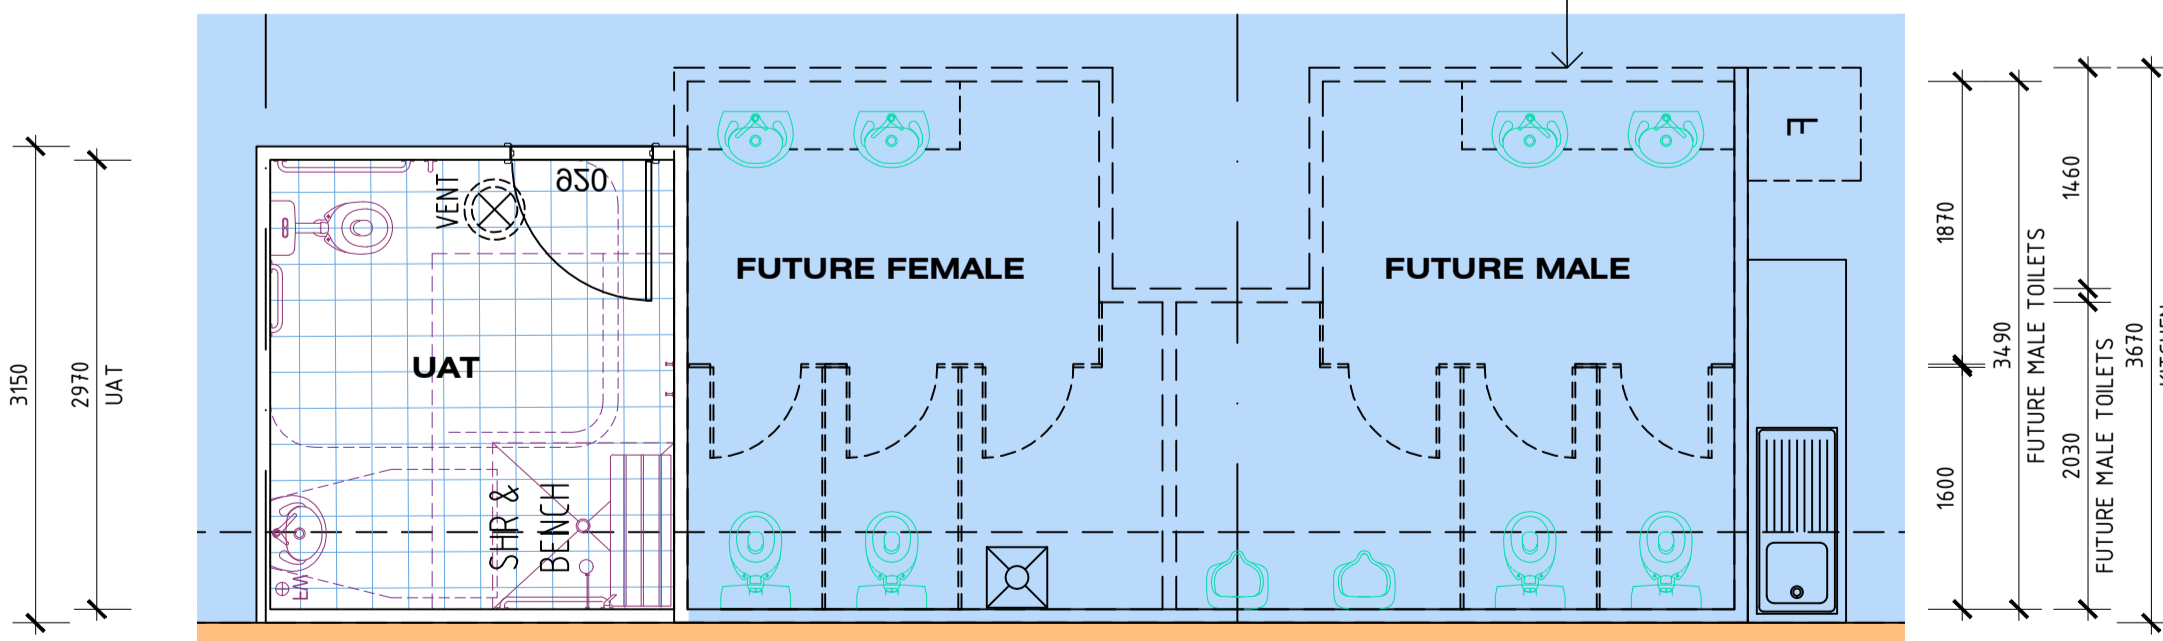 3150
2970
UAT
VENT
920
UAT
SHR &
BENCH
FW
FUTURE FEMALE
FUTURE MALE
F
1870
1600
3490
FUTURE MALE TOILETS
1460
2030
FUTURE MALE TOILETS
3670